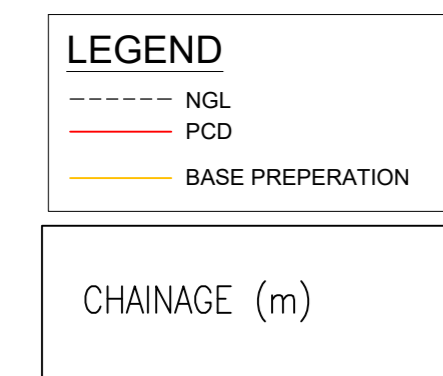 LEGEND
NGL
PCD
BASE PREPERATION
CHAINAGE (m)